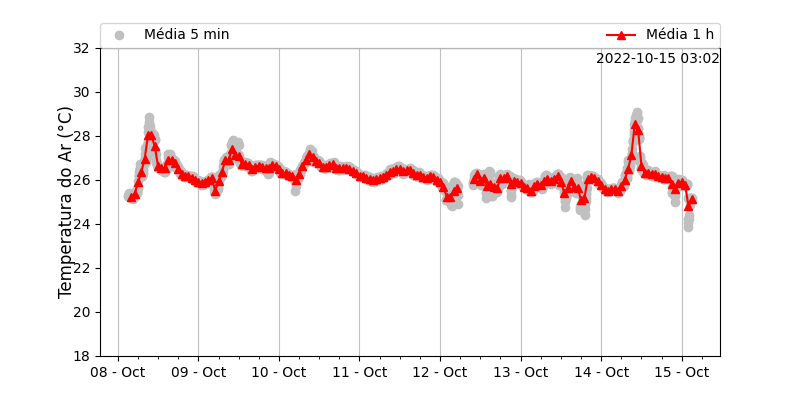 Média 5 min
Média 1 h
2022-10-15 03:02
Temperatura do Ar (°C)
32
30
28
26
24
22
20
18
08 - Oct
09 - Oct
10 - Oct
11 - Oct
12 - Oct
13 - Oct
14 - Oct
15 - Oct